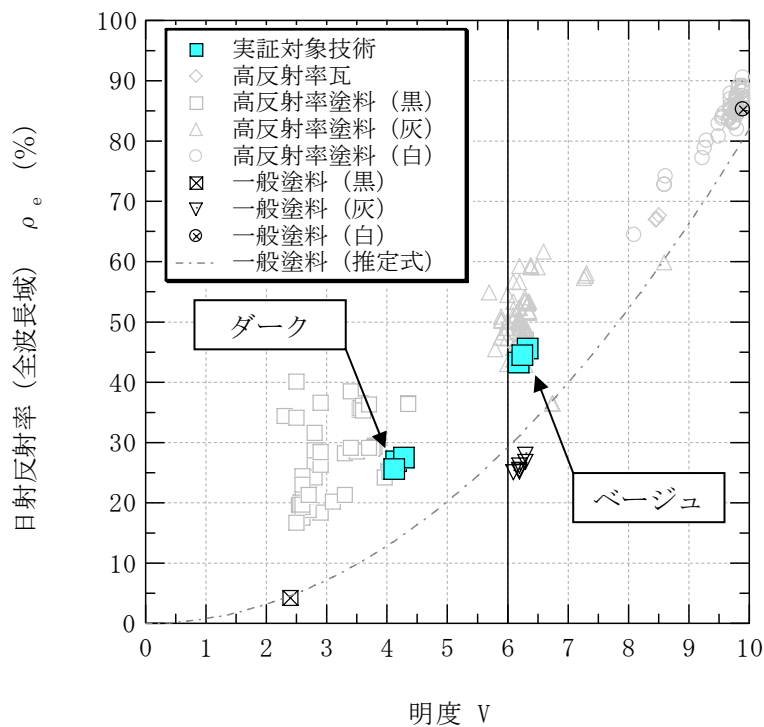 100
90
80
70
60
50
40
30
20
10
0
日射反射率（全波長域） ρe （%）
実証対象技術
高反射率瓦
高反射率塗料（黒）
高反射率塗料（灰）
高反射率塗料（白）
一般塗料（黒）
一般塗料（灰）
一般塗料（白）
一般塗料（推定式）
ダーク
ベージュ
0 1 2 3 4 5 6 7 8 9 10
明度 V